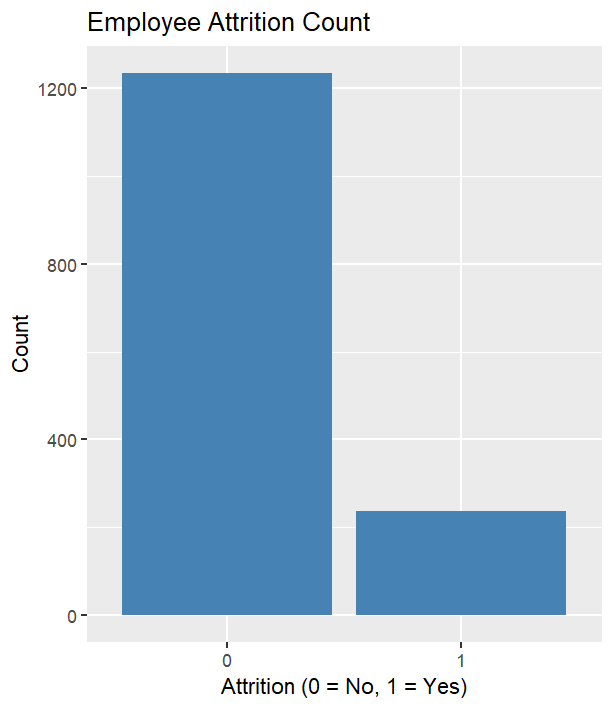 Employee Attrition Count
1200
800
400
0
Count
0 1
Attrition (0 = No, 1 = Yes)